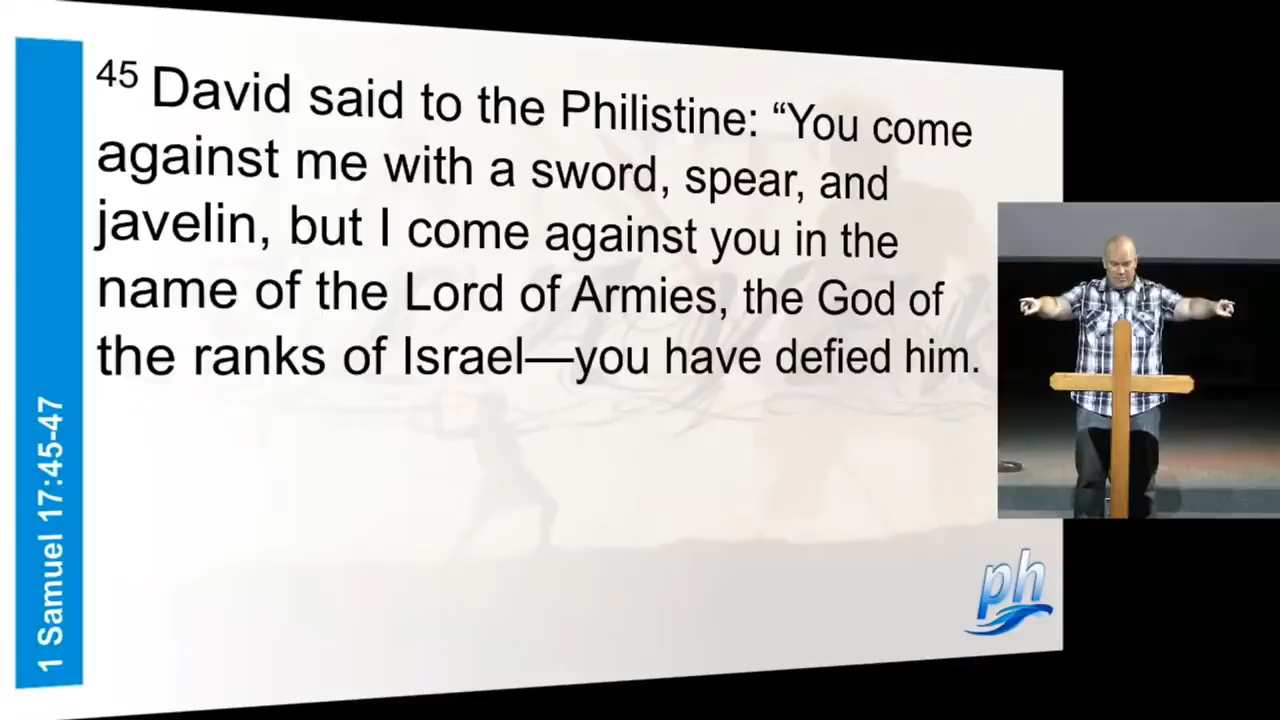 45 David said to the Philistine: “You come
against me with a sword, spear, and
javelin, but I come against you in the
name of the Lord of Armies, the God of
the ranks of Israel—you have defied him.
1 Samuel 17:45-47
ph